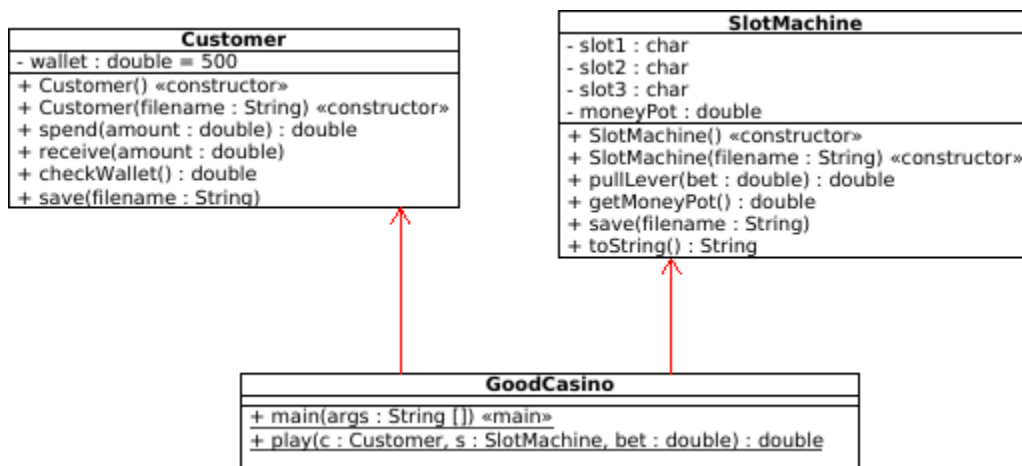 Customer
- wallet : double = 500
+ Customer() «constructor»
+ Customer(filename : String) «constructor»
+ spend(amount : double) : double
+ receive(amount : double)
+ checkWallet() : double
+ save(filename : String)
SlotMachine
- slot1 : char
- slot2 : char
- slot3 : char
- moneyPot : double
+ SlotMachine() «constructor»
+ SlotMachine(filename : String) «constructor»
+ pullLever(bet : double) : double
+ getMoneyPot() : double
+ save(filename : String)
+ toString() : String
GoodCasino
+ main(args : String []) «main»
+ play(c : Customer, s : SlotMachine, bet : double) : double